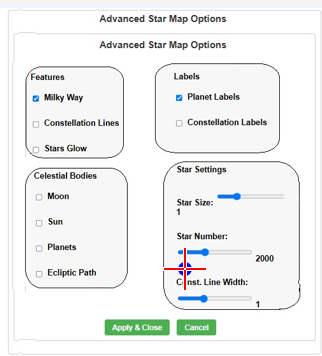 Advanced Star Map Options
Advanced Star Map Options
Features
Milky Way
Constellation Lines
Stars Glow
Labels
Planet Labels
Constellation Labels
Celestial Bodies
Moon
Sun
Planets
Ecliptic Path
Star Settings
Star Size:
1
Star Number:
2000
Const. Line Width:
1
Apply & Close
Cancel